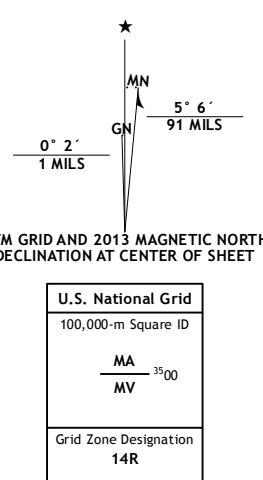 ★
MN
GN
5° 6´
91 MILS
0° 2´
1 MILS
TM GRID AND 2013 MAGNETIC NORTH
DECLINATION AT CENTER OF SHEET
U.S. National Grid
100,000-m Square ID
MA
³⁵00
MV
Grid Zone Designation
14R